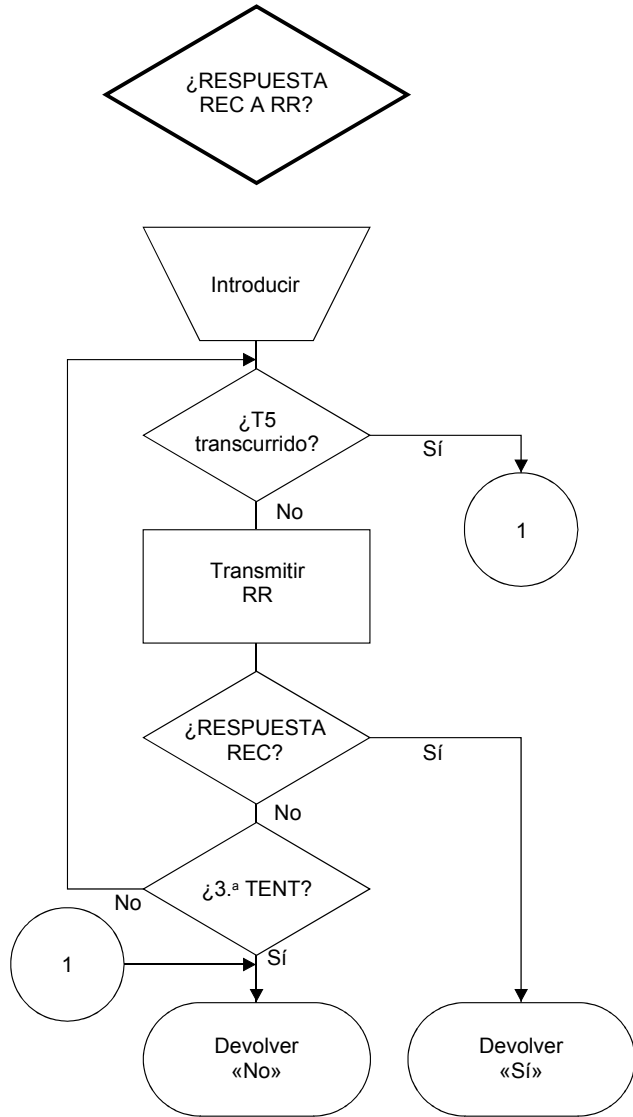 ¿RESPUESTA
REC A RR?
Introducir
¿T5
transcurrido?
Sí
No
1
Transmitir
RR
¿RESPUESTA
REC?
Sí
No
¿3.ª TENT?
No
Sí
1
Devolver
«No»
Devolver
«Sí»